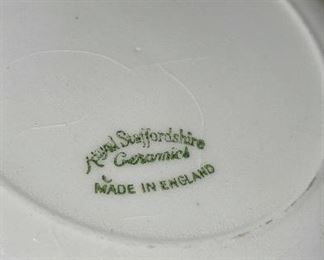 Royal Staffordshire
Ceramics
MADE IN ENGLAND